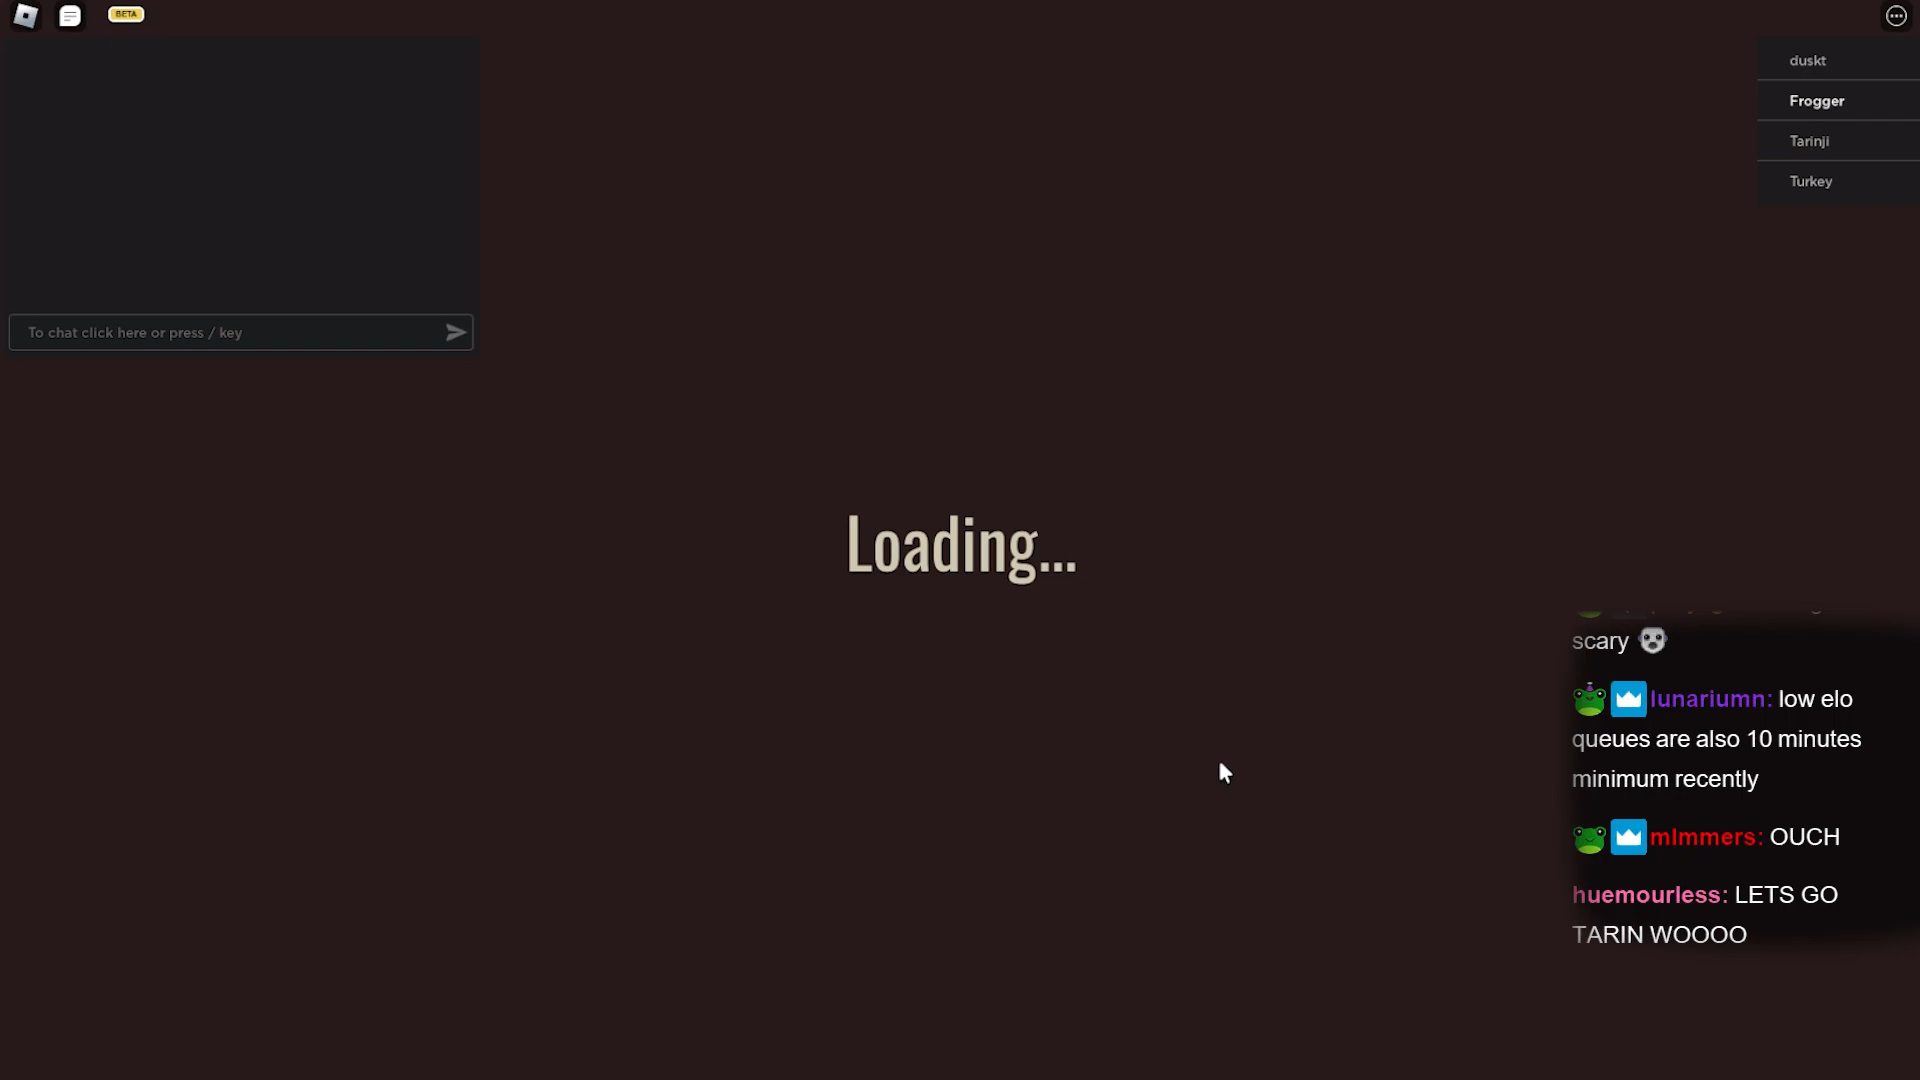 BETA
duskt
Frogger
Tarinji
Turkey
To chat click here or press / key
Loading...
scary
lunariumn: low elo
queues are also 10 minutes
minimum recently
mlmmers: OUCH
huemourless: LETS GO
TARIN WOOOO